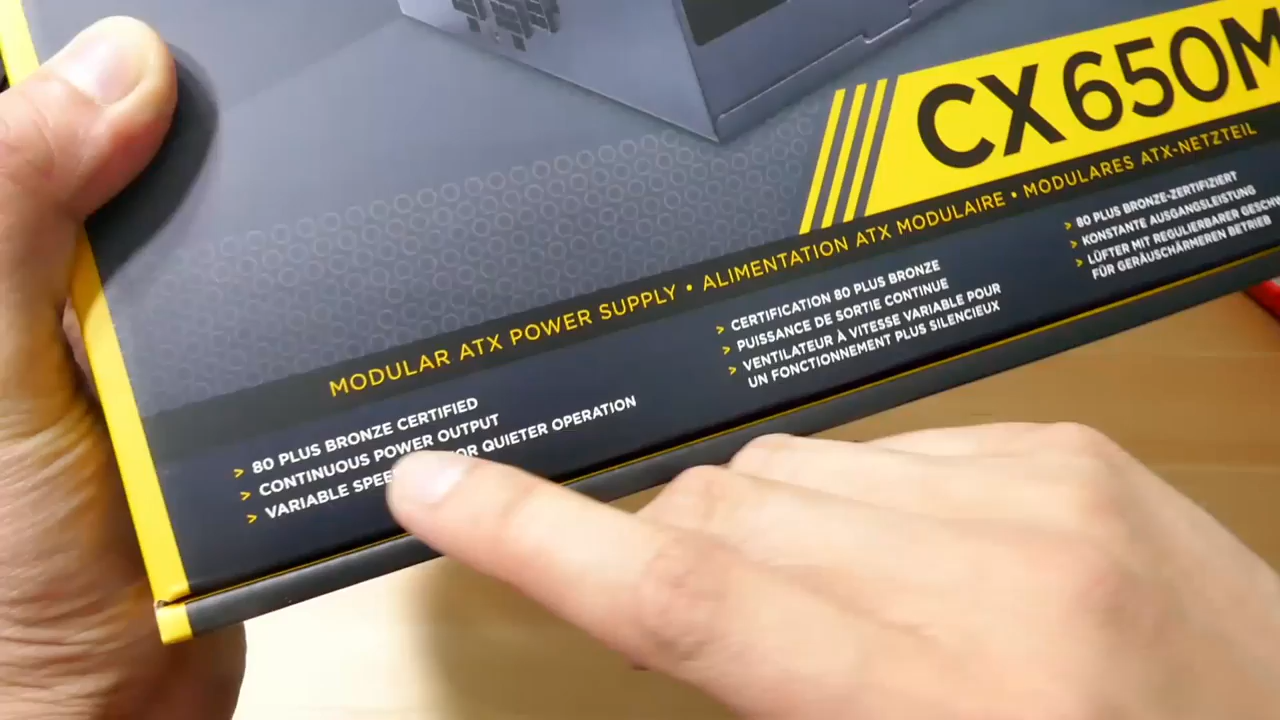 CX650M
MODULAR ATX POWER SUPPLY • ALIMENTATION ATX MODULAIRE • MODULARES ATX-NETZTEIL
> 80 PLUS BRONZE CERTIFIED
> CONTINUOUS POWER OUTPUT
> VARIABLE QUIETER OPERATION
> CERTIFICATION 80 PLUS BRONZE
> PUISSANCE DE SORTIE CONTINUE
> VENTILATEUR À VITESSE VARIABLE POUR
UN FONCTIONNEMENT PLUS SILENCIEUX
> 80 PLUS BRONZE-ZERTIFIZIERT
> KONSTANTE AUSGANGSLEISTUNG
> LÜFTER MIT REGULIERBARER
FÜR GERÄUSCHÄRMEREN BETRIEB